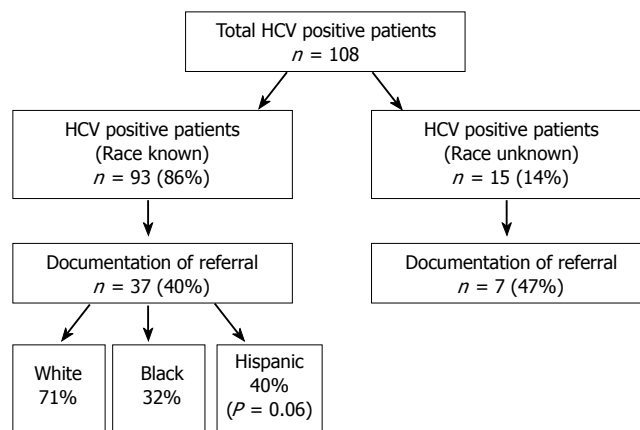 Total HCV positive patients
n = 108
HCV positive patients
(Race known)
n = 93 (86%)
HCV positive patients
(Race unknown)
n = 15 (14%)
Documentation of referral
n = 37 (40%)
Documentation of referral
n = 7 (47%)
White
71%
Black
32%
Hispanic
40%
(P = 0.06)